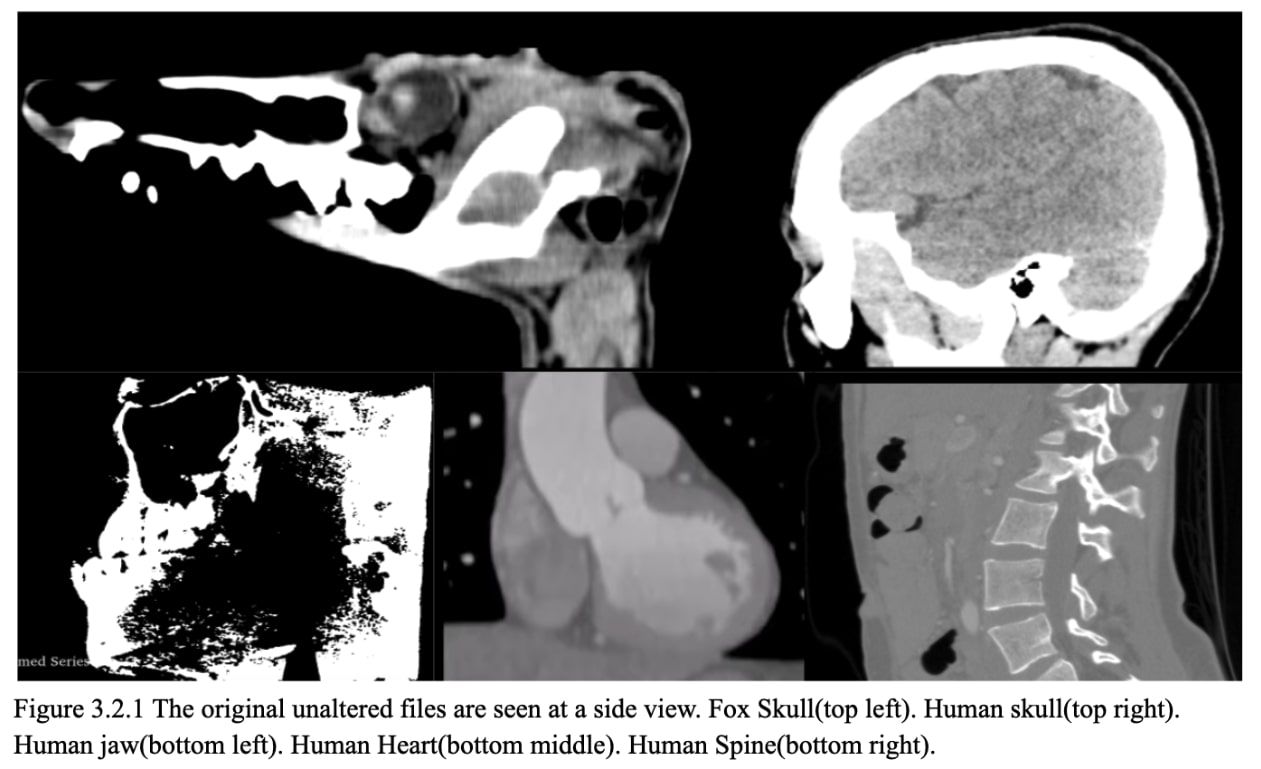 med Series
Figure 3.2.1 The original unaltered files are seen at a side view. Fox Skull(top left). Human skull(top right).
Human jaw(bottom left). Human Heart(bottom middle). Human Spine(bottom right).